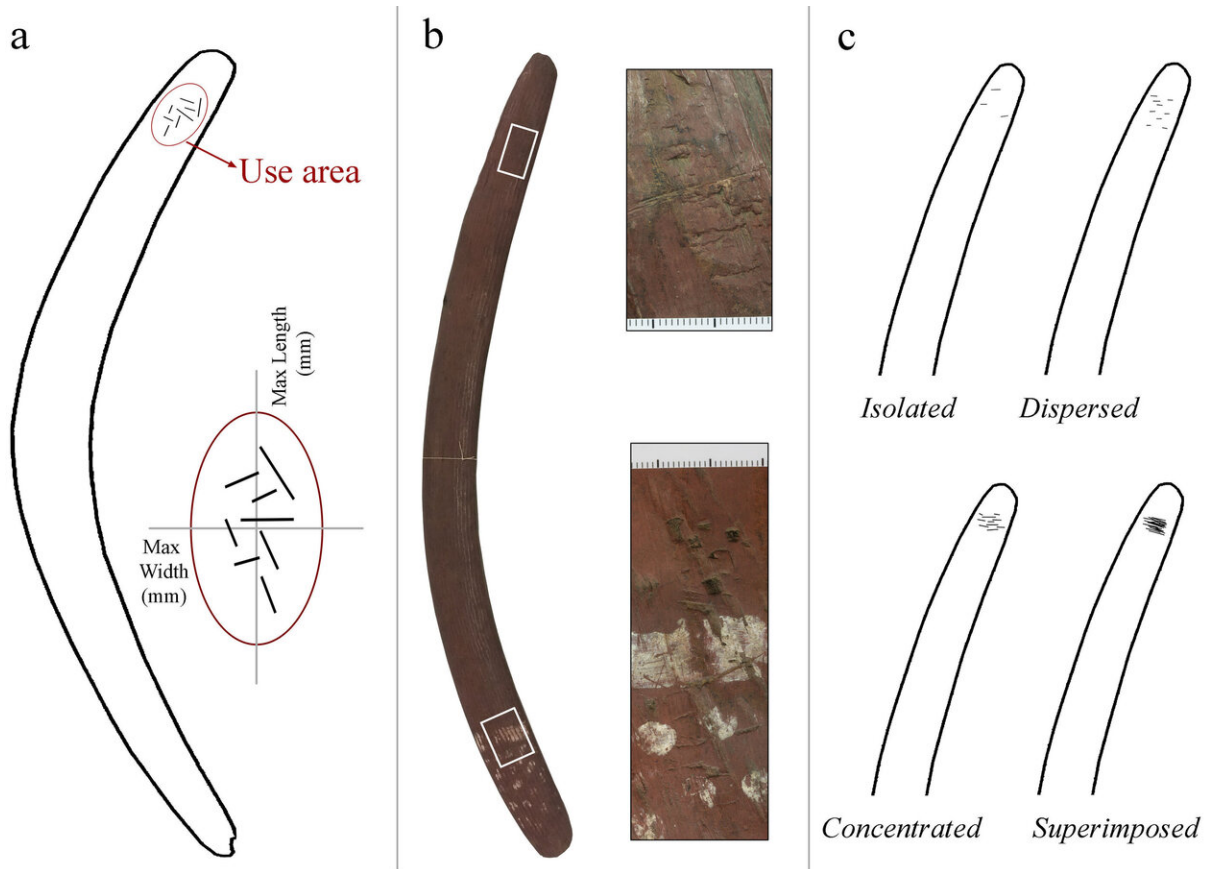 a
Use area
Max Length
(mm)
Max
Width
(mm)
b
c
Isolated
Dispersed
Concentrated
Superimposed